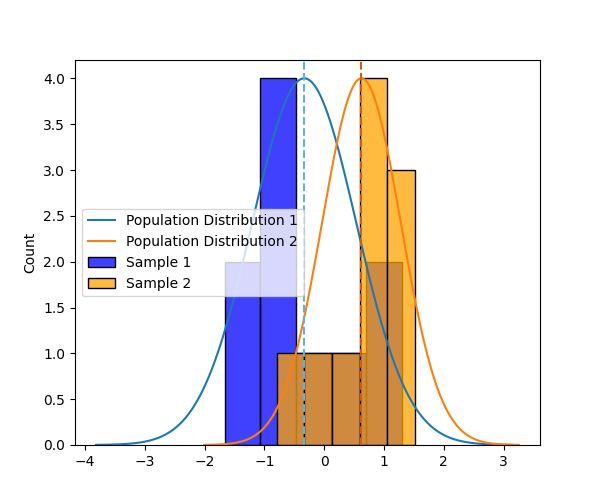 4.0
3.5
3.0
2.5
2.0
1.5
1.0
0.5
0.0
Count
Population Distribution 1
Population Distribution 2
Sample 1
Sample 2
−4 −3 −2 −1 0 1 2 3